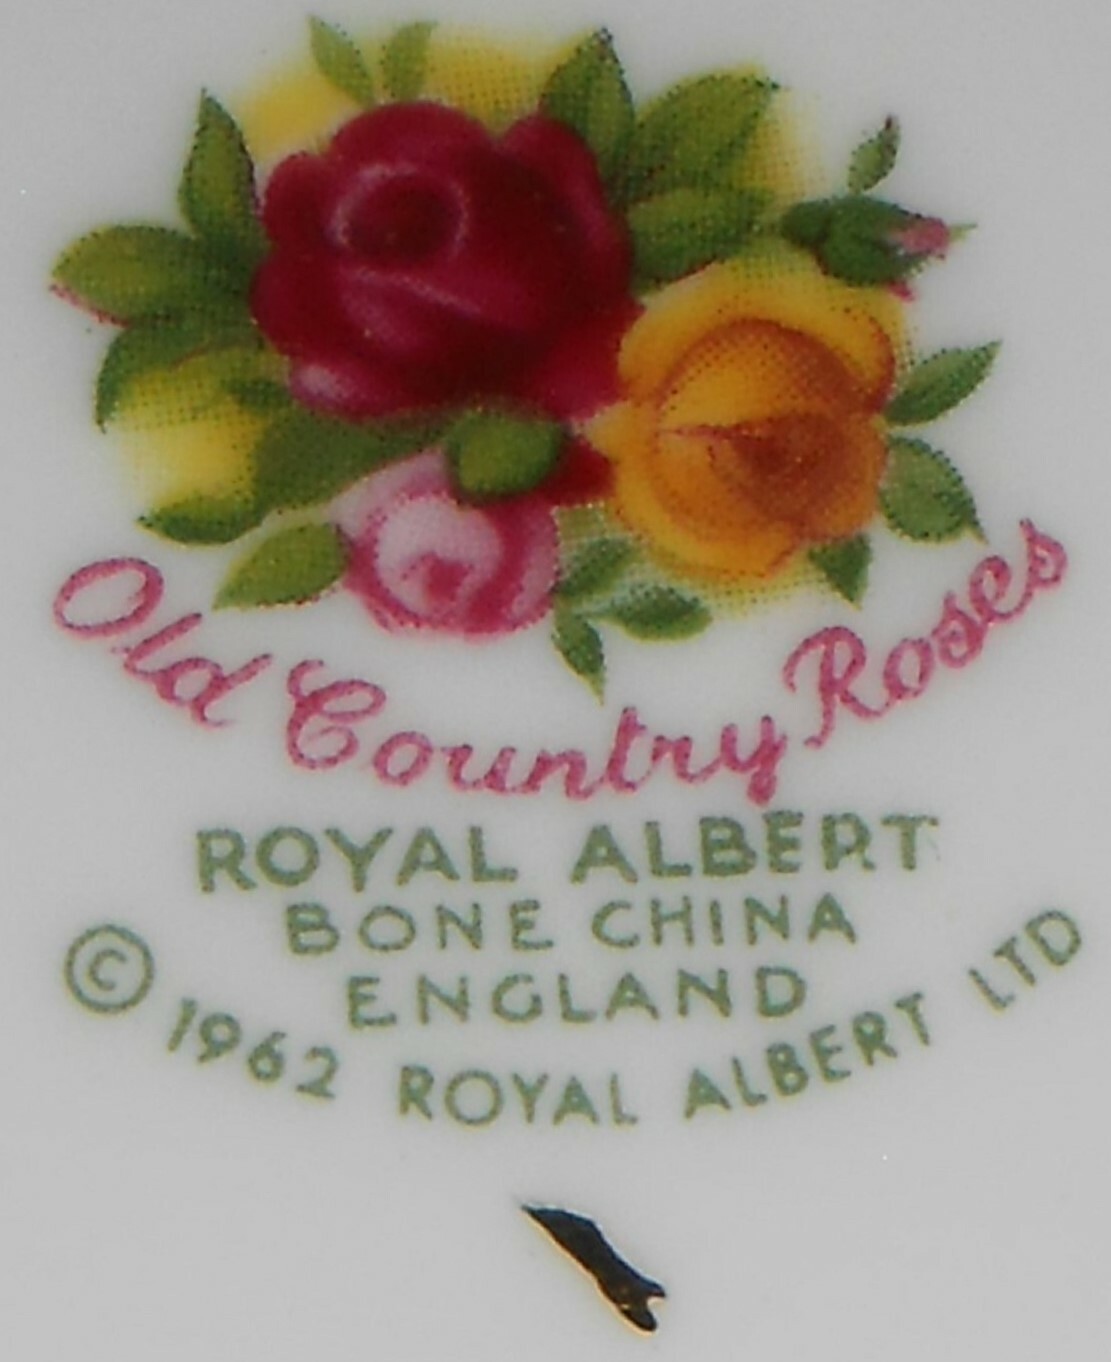 Old Country Roses
ROYAL ALBERT
BONE CHINA
ENGLAND
© 1962 ROYAL ALBERT LTD